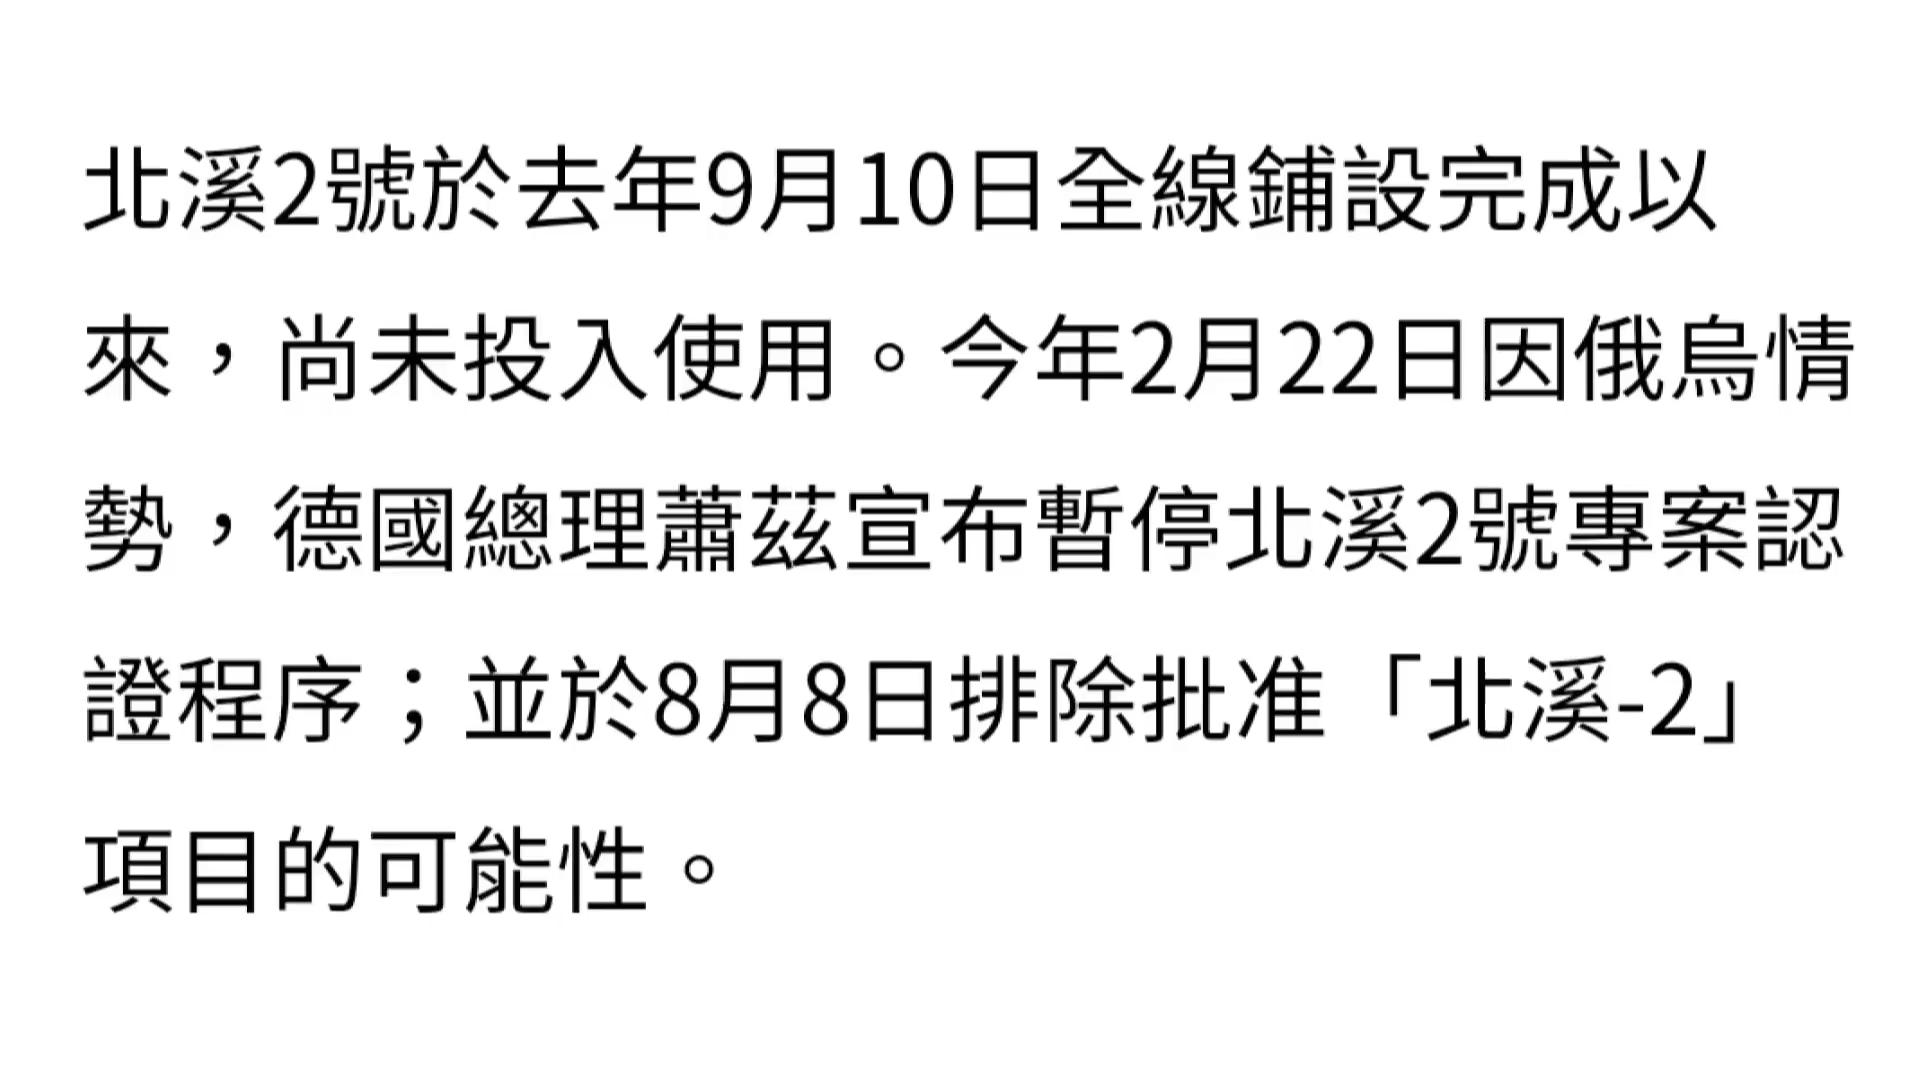 北溪2號於去年9月10日全線鋪設完成以
來，尚未投入使用。今年2月22日因俄烏情
勢，德國總理蕭茲宣布暫停北溪2號專案認
證程序；並於8月8日排除批准「北溪-2」
項目的可能性。